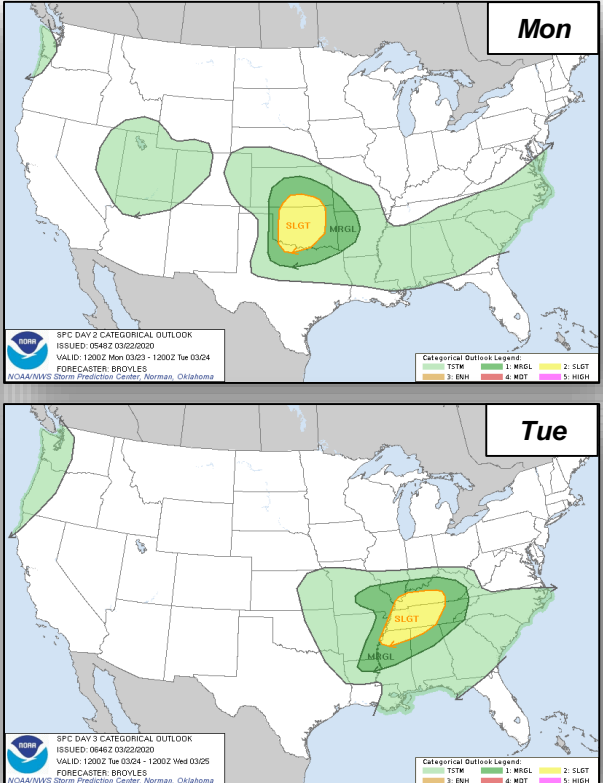 Mon
SLGT
MRGL
NOAA
SPC DAY 2 CATEGORICAL OUTLOOK
ISSUED: 0548Z 03/22/2020
VALID: 1200Z Mon 03/23 - 1200Z Tue 03/24
FORECASTER: BROYLES
NOAA/NWS Storm Prediction Center, Norman, Oklahoma
Categorical Outlook Legend:
TSTM 1: MRGL 2: SLGT
3: ENH 4: MDT 5: HIGH
Tue
SLGT
MRGL
NOAA
SPC DAY 3 CATEGORICAL OUTLOOK
ISSUED: 0646Z 03/22/2020
VALID: 1200Z Tue 03/24 - 1200Z Wed 03/25
FORECASTER: BROYLES
NOAA/NWS Storm Prediction Center, Norman, Oklahoma
Categorical Outlook Legend:
TSTM 1: MRGL 2: SLGT
3: ENH 4: MDT 5: HIGH